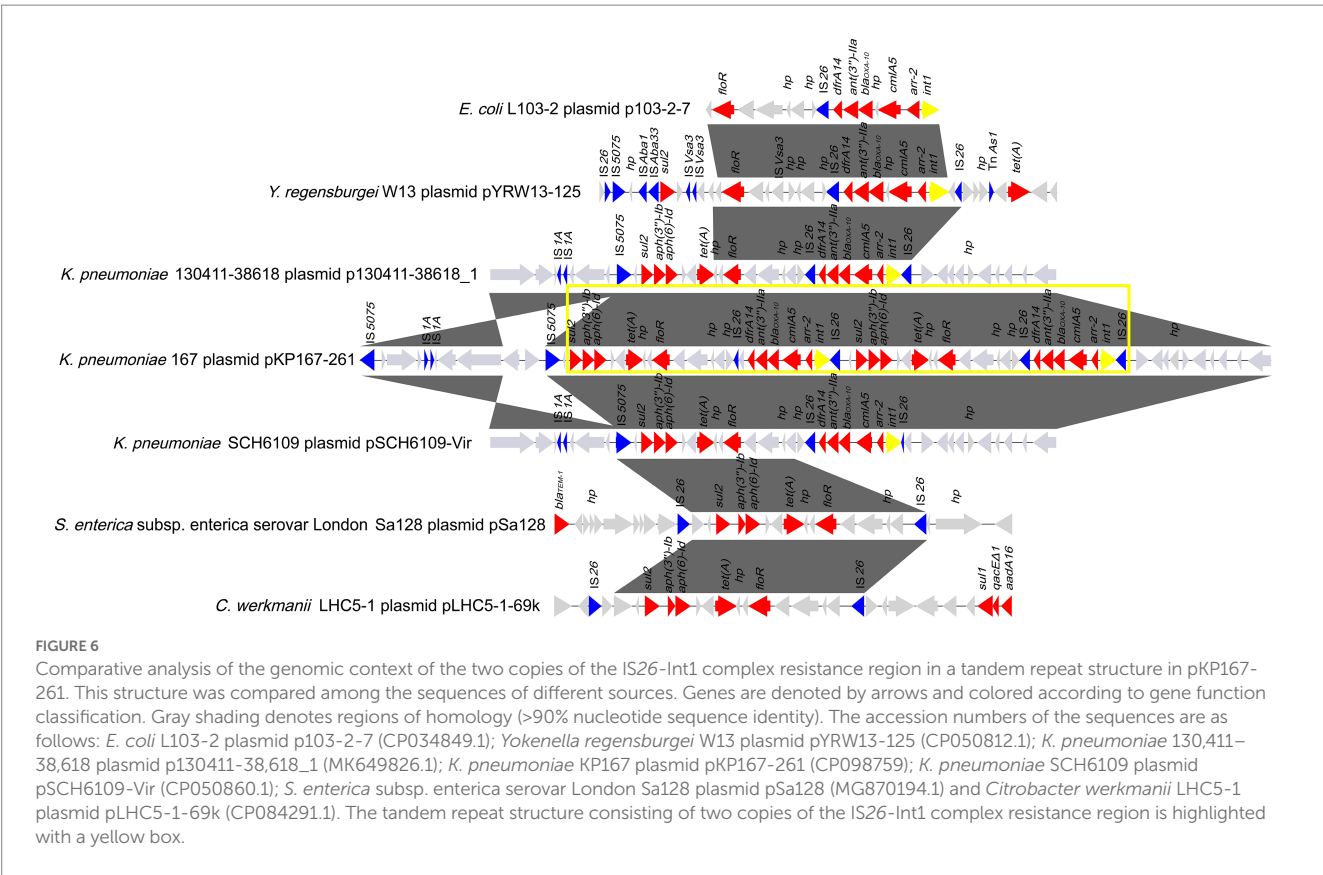 floR
hp
hp
IS26
dfrA14
ant(3")-IIa
blaOXA-10
hp
cmlA5
arr-2
int1
E. coli L103-2 plasmid p103-2-7
IS26
IS5075
hp
ISAba1
ISAba33
sul2
ISVsa3
ISVsa3
floR
ISVsa3
hp
hp
hp
IS26
dfrA14
ant(3")-IIa
blaOXA-10
hp
cmlA5
arr-2
int1
IS26
hp
TnAs1
tet(A)
Y. regensburgei W13 plasmid pYRW13-125
IS1A
IS1A
IS5075
sul2
aph(3")-Ib
aph(6)-Id
tet(A)
hp
floR
hp
hp
IS26
dfrA14
ant(3")-IIa
blaOXA-10
cmlA5
arr-2
int1
IS26
hp
K. pneumoniae 130411-38618 plasmid p130411-38618_1
IS5075
IS1A
IS1A
IS5075
sul2
aph(3")-Ib
aph(6)-Id
tet(A)
hp
floR
hp
hp
IS26
dfrA14
ant(3")-IIa
blaOXA-10
cmlA5
arr-2
int1
IS26
sul2
aph(3")-Ib
aph(6)-Id
tet(A)
hp
floR
hp
hp
IS26
dfrA14
ant(3")-IIa
blaOXA-10
cmlA5
arr-2
int1
IS26
hp
K. pneumoniae 167 plasmid pKP167-261
IS1A
IS1A
IS5075
sul2
aph(3")-Ib
aph(6)-Id
tet(A)
hp
floR
hp
hp
IS26
dfrA14
ant(3")-IIa
blaOXA-10
cmlA5
arr-2
int1
IS26
hp
K. pneumoniae SCH6109 plasmid pSCH6109-Vir
blaTEM-1
hp
IS26
sul2
aph(3")-Ib
aph(6)-Id
tet(A)
hp
floR
hp
IS26
hp
S. enterica subsp. enterica serovar London Sa128 plasmid pSa128
IS26
sul2
aph(3")-Ib
aph(6)-Id
tet(A)
hp
floR
IS26
sul1
qacEΔ1
aadA16
C. werkmanii LHC5-1 plasmid pLHC5-1-69k
FIGURE 6
Comparative analysis of the genomic context of the two copies of the IS26-Int1 complex resistance region in a tandem repeat structure in pKP167-
261. This structure was compared among the sequences of different sources. Genes are denoted by arrows and colored according to gene function
classification. Gray shading denotes regions of homology (>90% nucleotide sequence identity). The accession numbers of the sequences are as
follows: E. coli L103-2 plasmid p103-2-7 (CP034849.1); Yokenella regensburgei W13 plasmid pYRW13-125 (CP050812.1); K. pneumoniae 130,411–
38,618 plasmid p130411-38,618_1 (MK649826.1); K. pneumoniae KP167 plasmid pKP167-261 (CP098759); K. pneumoniae SCH6109 plasmid
pSCH6109-Vir (CP050860.1); S. enterica subsp. enterica serovar London Sa128 plasmid pSa128 (MG870194.1) and Citrobacter werkmanii LHC5-1
plasmid pLHC5-1-69k (CP084291.1). The tandem repeat structure consisting of two copies of the IS26-Int1 complex resistance region is highlighted
with a yellow box.